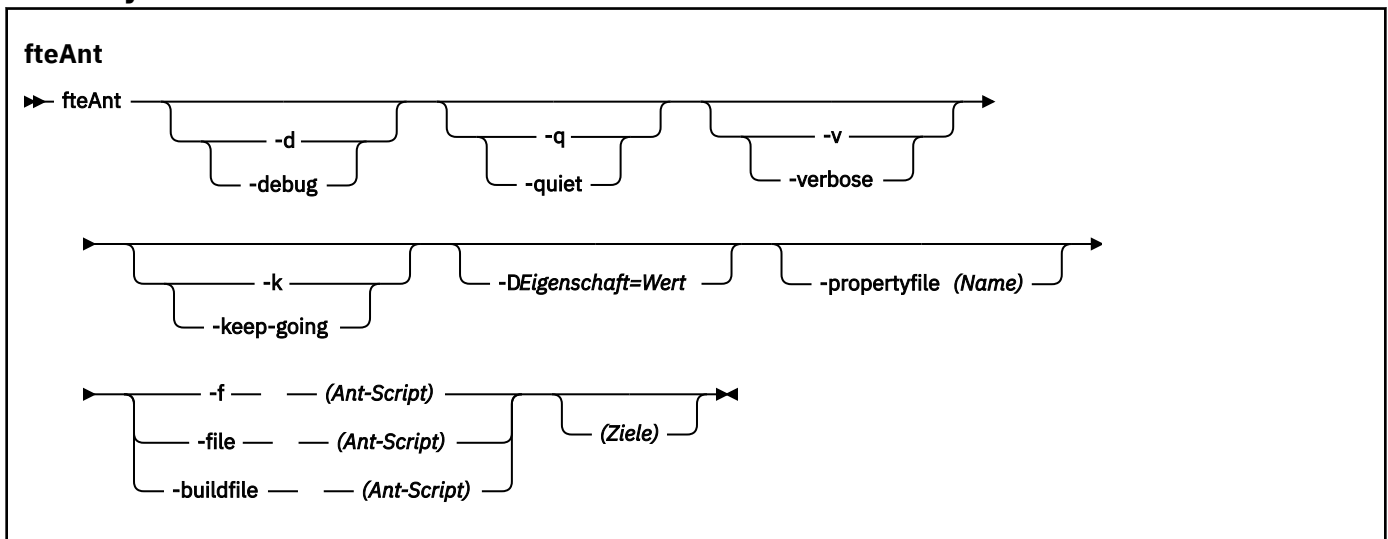 fteAnt
fteAnt
-d
-debug
-q
-quiet
-v
-verbose
-k
-keep-going
-DEigenschaft=Wert
-propertyfile (Name)
-f (Ant-Script)
-file (Ant-Script)
-buildfile (Ant-Script)
(Ziele)